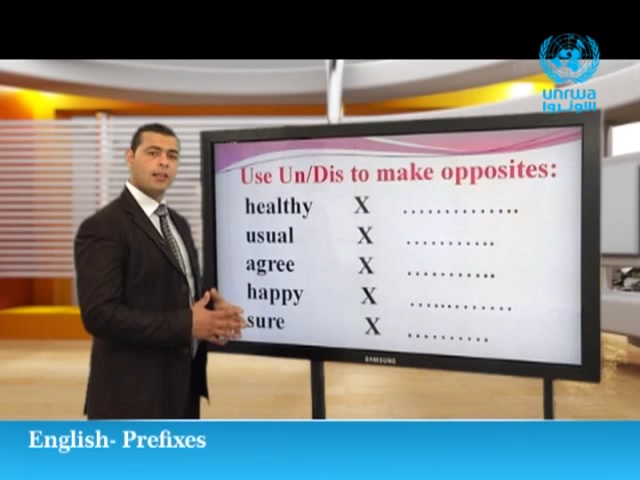 unrwa
الأونروا
Use Un/Dis to make opposites:
healthy X …………..
usual X ………..
agree X ………..
happy X …...…….
sure X ……….
SAMSUNG
English- Prefixes